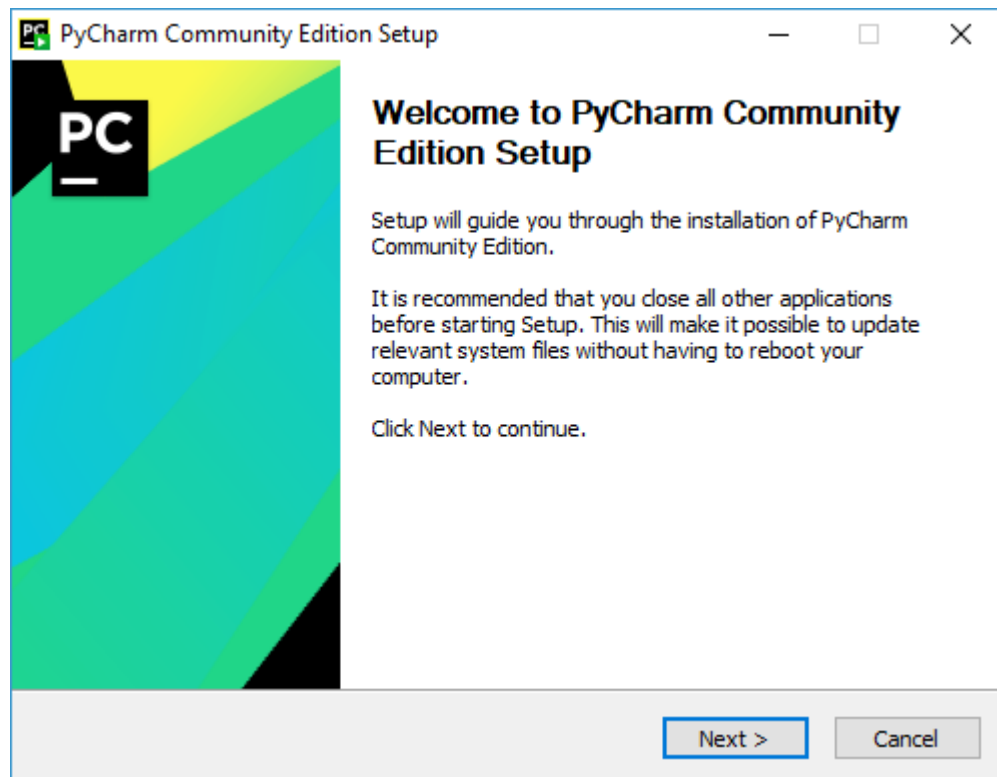 PyCharm Community Edition Setup
PC
Welcome to PyCharm Community
Edition Setup
Setup will guide you through the installation of PyCharm
Community Edition.
It is recommended that you close all other applications
before starting Setup. This will make it possible to update
relevant system files without having to reboot your
computer.
Click Next to continue.
Next >
Cancel